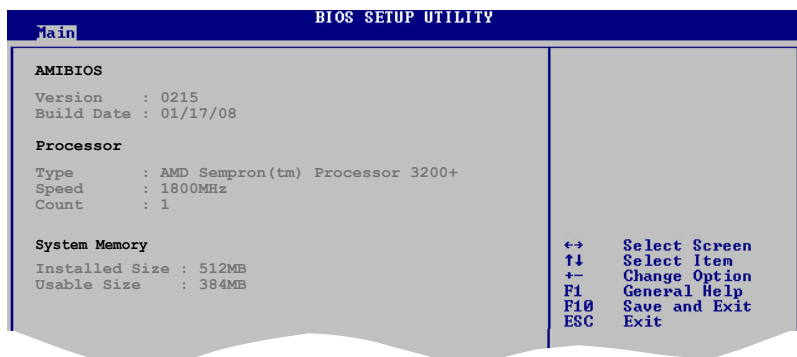 BIOS SETUP UTILITY
Main
AMIBIOS
Version : 0215
Build Date : 01/17/08
Processor
Type : AMD Sempron(tm) Processor 3200+
Speed : 1800MHz
Count : 1
System Memory
Installed Size : 512MB
Usable Size : 384MB
←→ Select Screen
↑↓ Select Item
+- Change Option
F1 General Help
F10 Save and Exit
ESC Exit